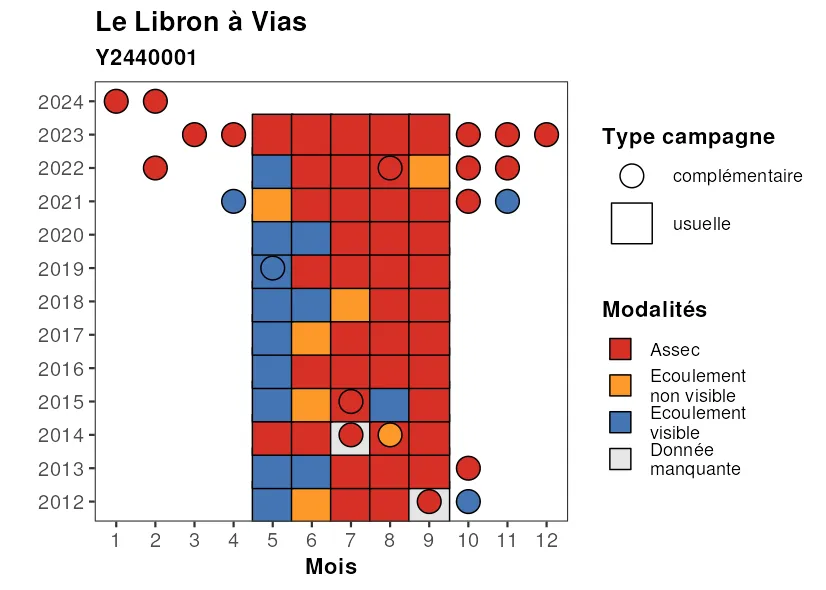 Le Libron à Vias
Y2440001
2024
2023
2022
2021
2020
2019
2018
2017
2016
2015
2014
2013
2012
1 2 3 4 5 6 7 8 9 10 11 12
Mois
Type campagne
complémentaire
usuelle
Modalités
Assec
Ecoulement
non visible
Ecoulement
visible
Donnée
manquante